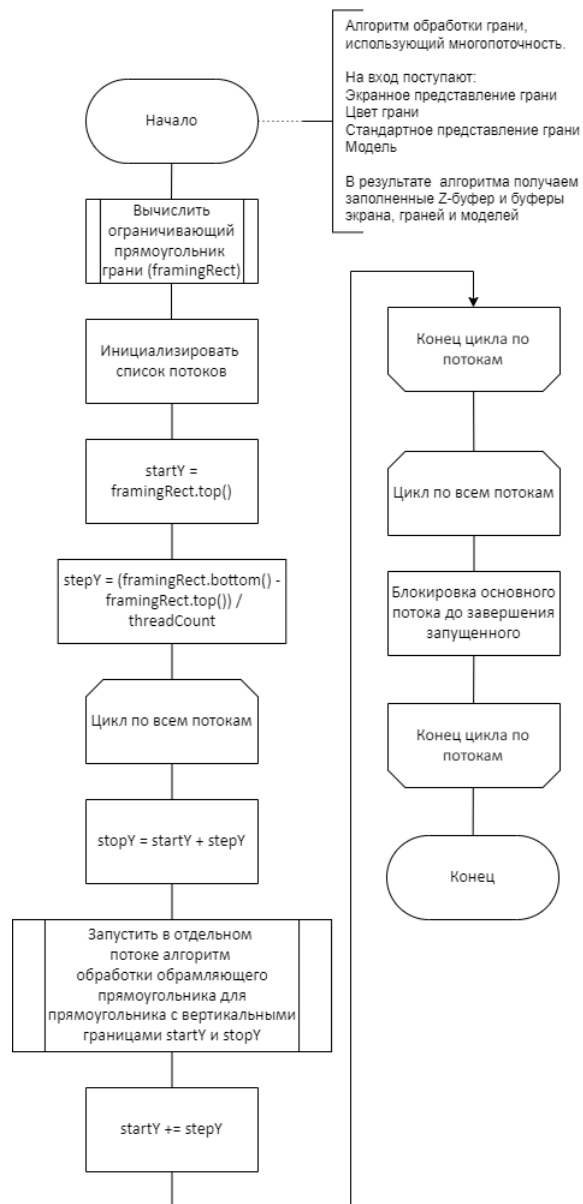 Начало
Алгоритм обработки грани,
использующий многопоточность.
На вход поступают:
Экранное представление грани
Цвет грани
Стандартное представление грани
Модель
В результате алгоритма получаем
заполненные Z-буфер и буферы
экрана, граней и моделей
Вычислить
ограничивающий
прямоугольник
грани (framingRect)
Инициализировать
список потоков
startY =
framingRect.top()
stepY = (framingRect.bottom() -
framingRect.top()) /
threadCount
Цикл по всем потокам
stopY = startY + stepY
Запустить в отдельном
потоке алгоритм
обработки обрамляющего
прямоугольника для
прямоугольника с вертикальными
границами startY и stopY
startY += stepY
Конец цикла по
потокам
Цикл по всем потокам
Блокировка основного
потока до завершения
запущенного
Конец цикла по
потокам
Конец